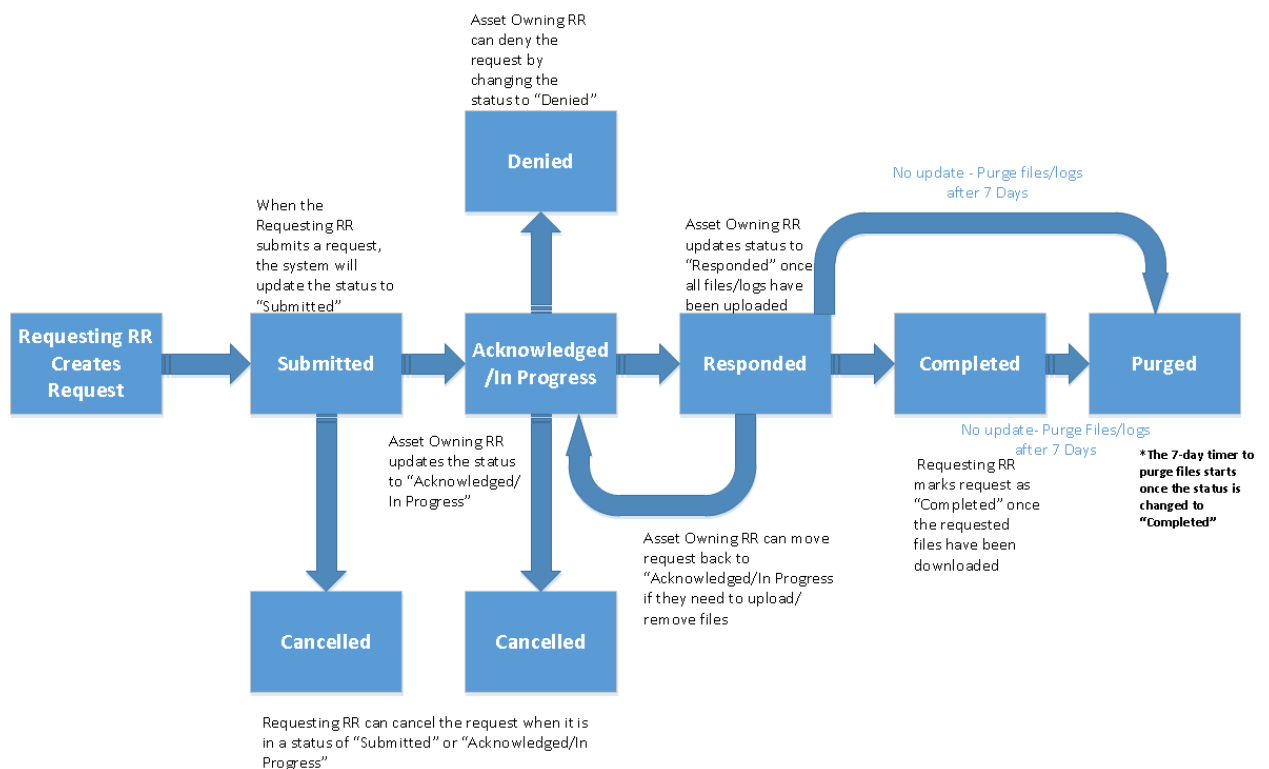 Asset Owning RR
can deny the
request by
changing the
status to “Denied”
Denied
No update - Purge files/logs
after 7 Days
When the
Requesting RR
submits a request,
the system will
update the status to
“Submitted”
Asset Owning RR
updates status to
“Responded” once
all files/logs have
been uploaded
Requesting RR
Creates
Request
Submitted
Acknowledged
/In Progress
Responded
Completed
Purged
Asset Owning RR
updates the status
to “Acknowledged/
In Progress”
No update- Purge Files/logs
after 7 Days
*The 7-day timer to
purge files starts
once the status is
changed to
“Completed”
Requesting RR
marks request as
“Completed” once
the requested
files have been
downloaded
Asset Owning RR can move
request back to
“Acknowledged/In Progress
if they need to upload/
remove files
Cancelled
Cancelled
Requesting RR can cancel the request when it is
in a status of “Submitted” or “Acknowledged/In
Progress”